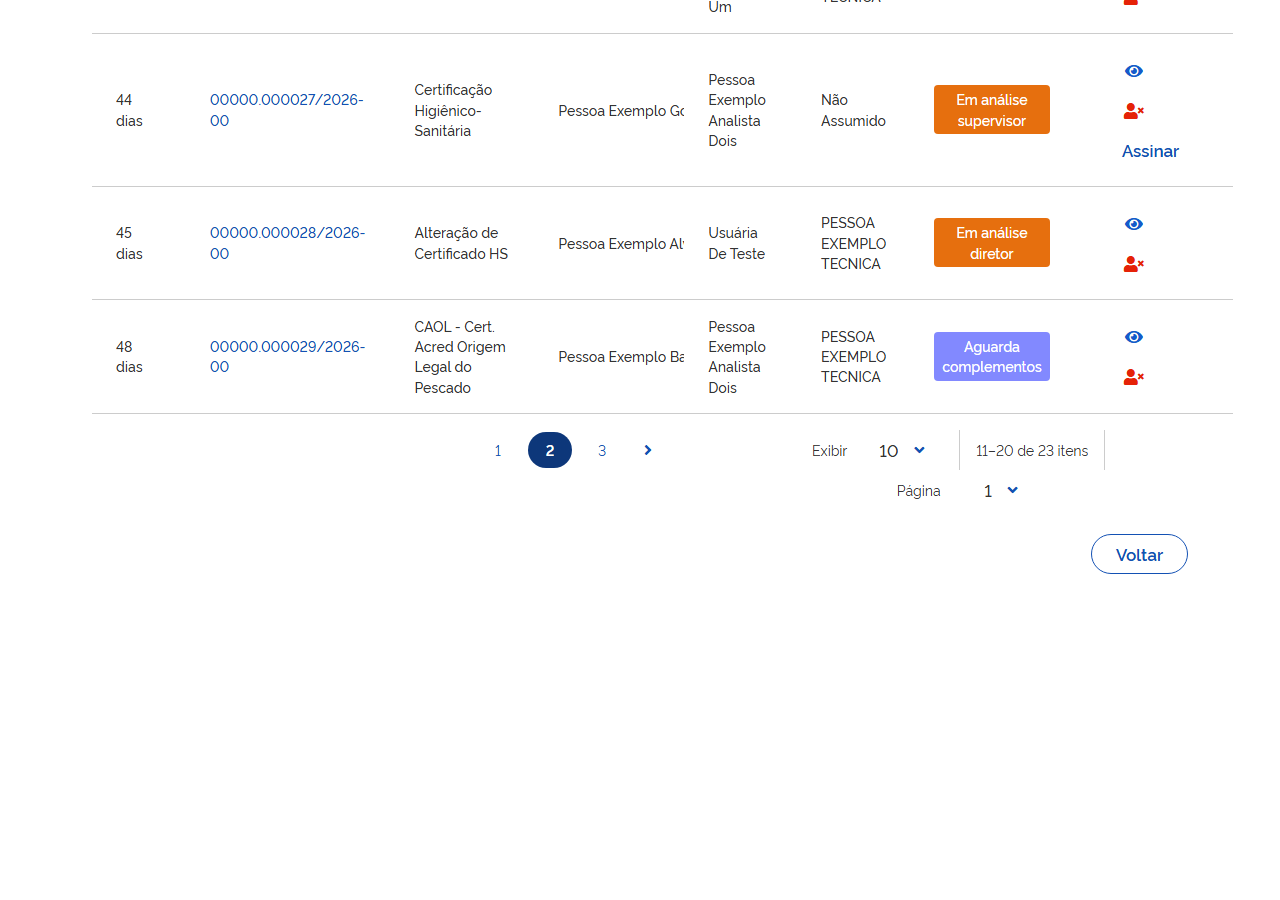 Um
44
dias
00000.000027/2026-
00
Certificação
Higiênico-
Sanitária
Pessoa Exemplo
Pessoa
Exemplo
Analista
Dois
Não
Assumido
Em análise
supervisor
Assinar
45
dias
00000.000028/2026-
00
Alteração de
Certificado HS
Pessoa Exemplo
Usuária
De Teste
PESSOA
EXEMPLO
TECNICA
Em análise
diretor
48
dias
00000.000029/2026-
00
CAOL - Cert.
Acred Origem
Legal do
Pescado
Pessoa Exemplo
Pessoa
Exemplo
Analista
Dois
PESSOA
EXEMPLO
TECNICA
Aguarda
complementos
1 2 3
Exibir 10 11–20 de 23 itens
Página 1
Voltar